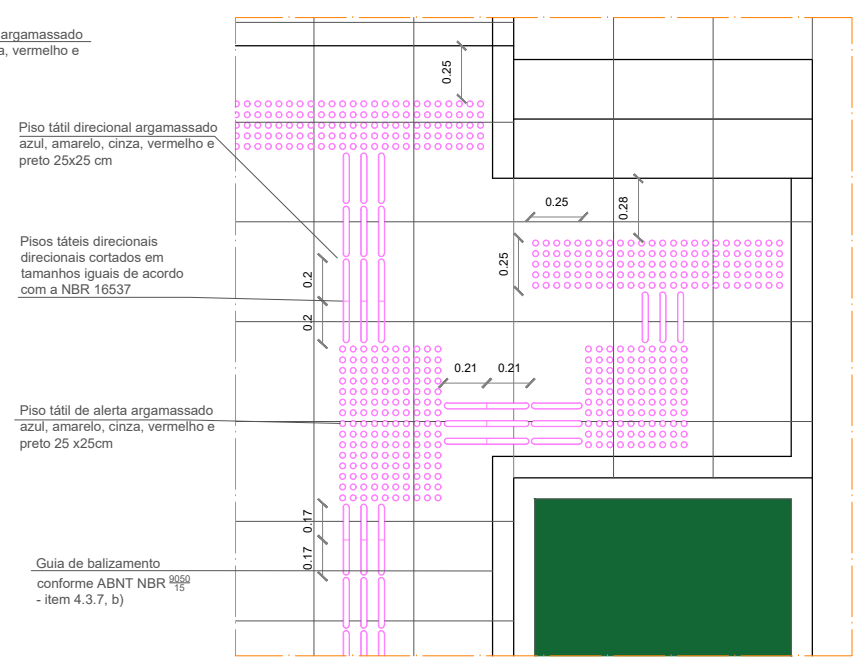 argamassado
a, vermelho e
Piso tátil direcional argamassado
azul, amarelo, cinza, vermelho e
preto 25x25 cm
Pisos táteis direcionais
direcionais cortados em
tamanhos iguais de acordo
com a NBR 16537
Piso tátil de alerta argamassado
azul, amarelo, cinza, vermelho e
preto 25 x25cm
Guia de balizamento
conforme ABNT NBR 9050/15
- item 4.3.7, b)
0.25
0.25
0.28
0.25
0.2
0.2
0.21 0.21
0.17
0.17